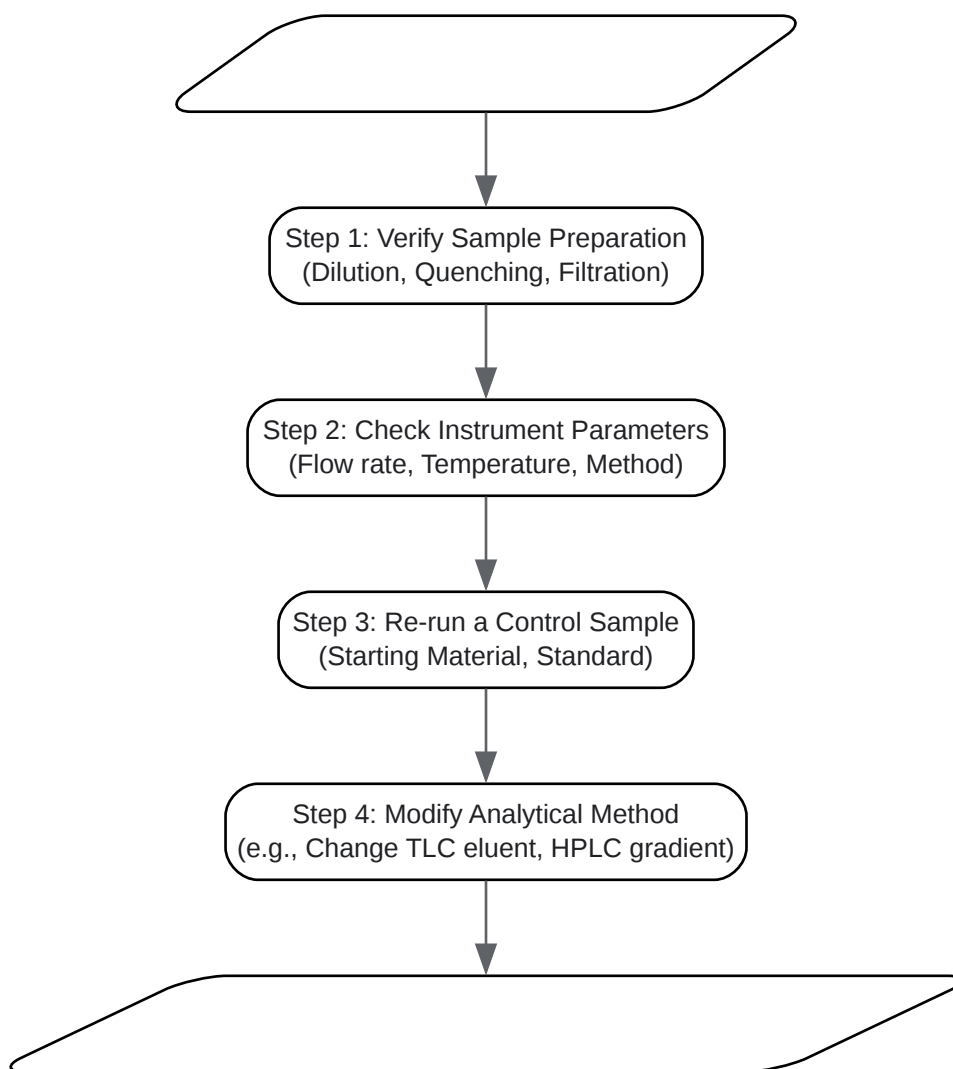 Step 1: Verify Sample Preparation
(Dilution, Quenching, Filtration)
Step 2: Check Instrument Parameters
(Flow rate, Temperature, Method)
Step 3: Re-run a Control Sample
(Starting Material, Standard)
Step 4: Modify Analytical Method
(e.g., Change TLC eluent, HPLC gradient)